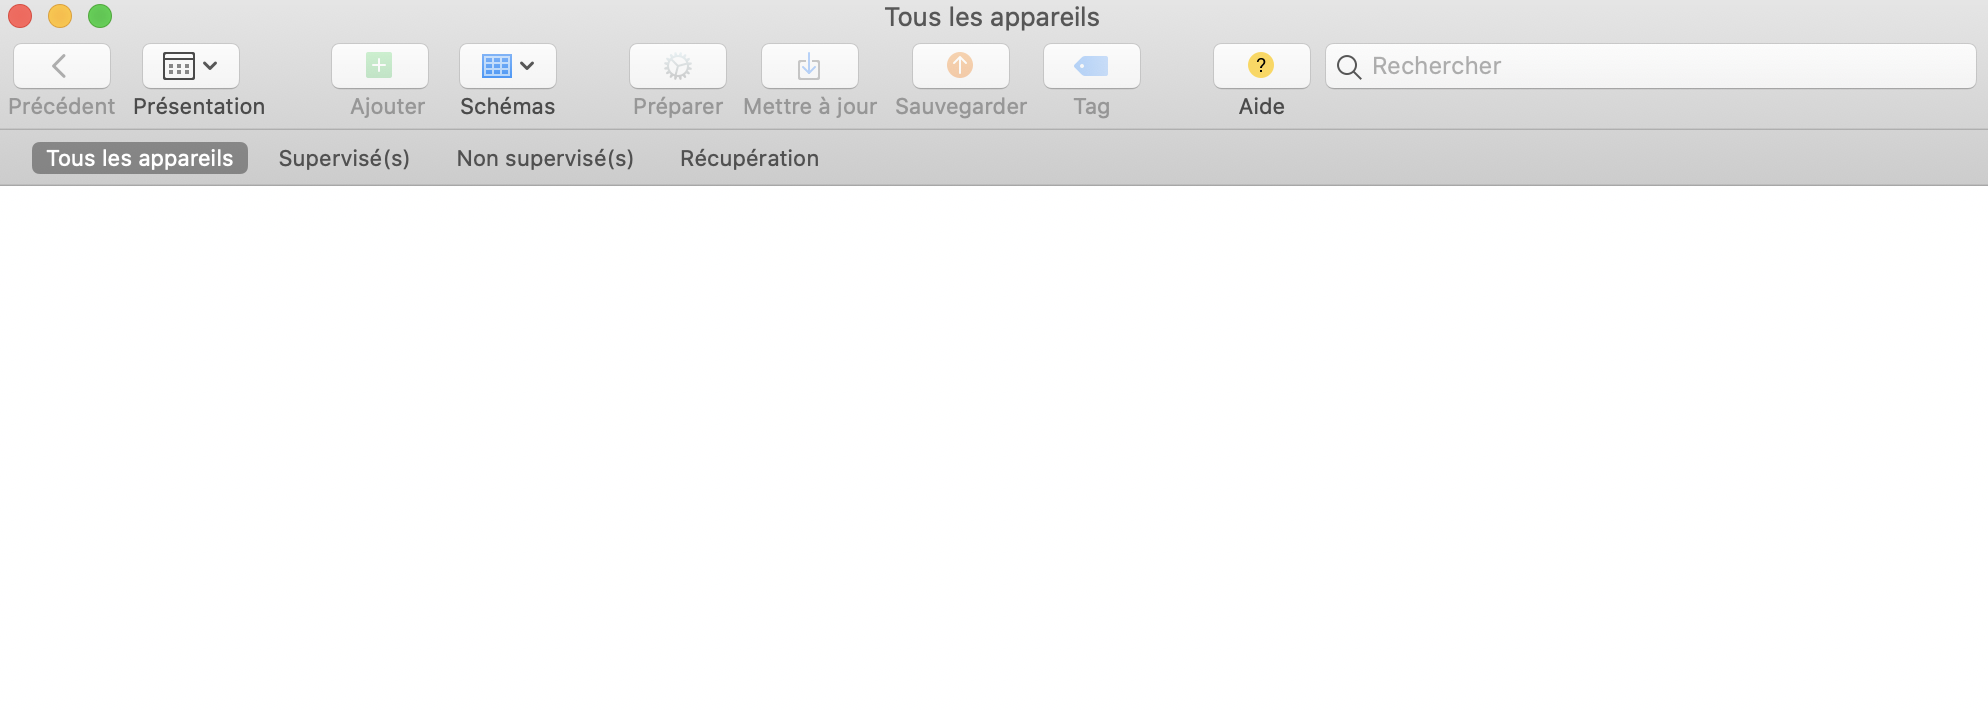 Tous les appareils
Rechercher
Précédent Présentation Ajouter Schémas Préparer Mettre à jour Sauvegarder Tag Aide
Tous les appareils Supervisé(s) Non supervisé(s) Récupération